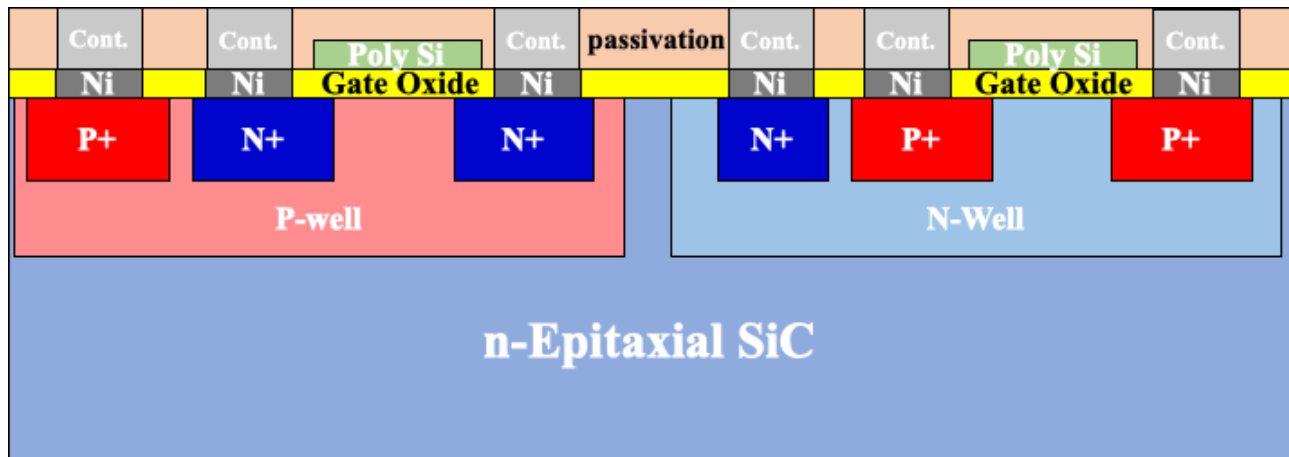 Cont. Cont. Cont. passivation Cont. Cont. Cont.
Poly Si Poly Si
Ni Ni Gate Oxide Ni Ni Ni Gate Oxide Ni
P+ N+ N+ N+ P+ P+
P-well N-Well
n-Epitaxial SiC